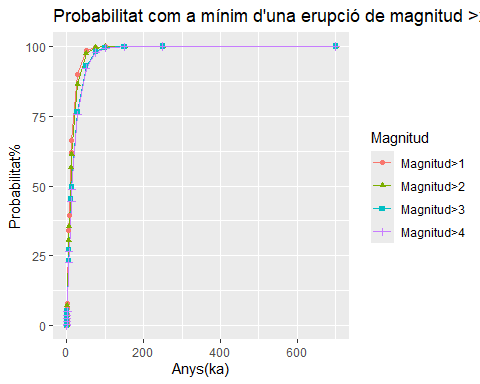 Probabilitat com a mínim d'una erupció de magnitud >
100
75
50
25
0
Probabilitat%
0 200 400 600
Anys(ka)
Magnitud
Magnitud>1
Magnitud>2
Magnitud>3
Magnitud>4